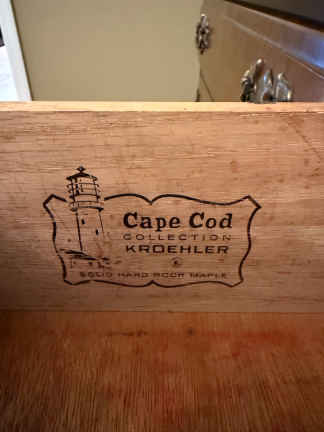 Cape Cod
COLLECTION
KROEHLER
SOLID HARD ROCK MAPLE